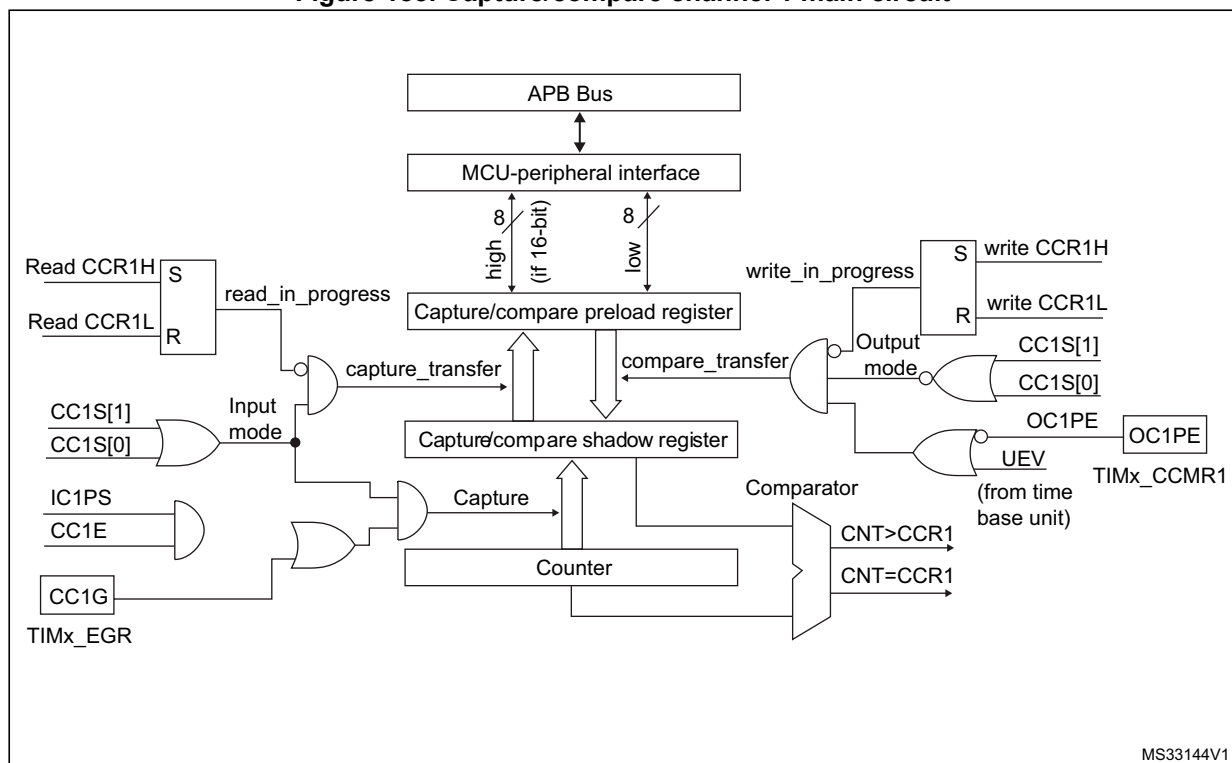 APB Bus
MCU-peripheral interface
8
high
(if 16-bit)
8
low
Read CCR1H
S
read_in_progress
Read CCR1L
R
write_in_progress
S
write CCR1H
R
write CCR1L
Capture/compare preload register
capture_transfer
compare_transfer
Output
mode
CC1S[1]
CC1S[0]
CC1S[1]
CC1S[0]
Input
mode
Capture/compare shadow register
OC1PE
OC1PE
UEV
TIMx_CCMR1
(from time
base unit)
IC1PS
CC1E
Capture
Comparator
CNT>CCR1
CNT=CCR1
Counter
CC1G
TIMx_EGR
MS33144V1